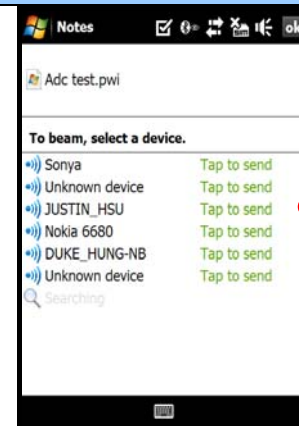 Notes ok
Adc test.pwi
To beam, select a device.
Sonya Tap to send
Unknown device Tap to send
JUSTIN_HSU Tap to send
Nokia 6680 Tap to send
DUKE_HUNG-NB Tap to send
Unknown device Tap to send
Searching